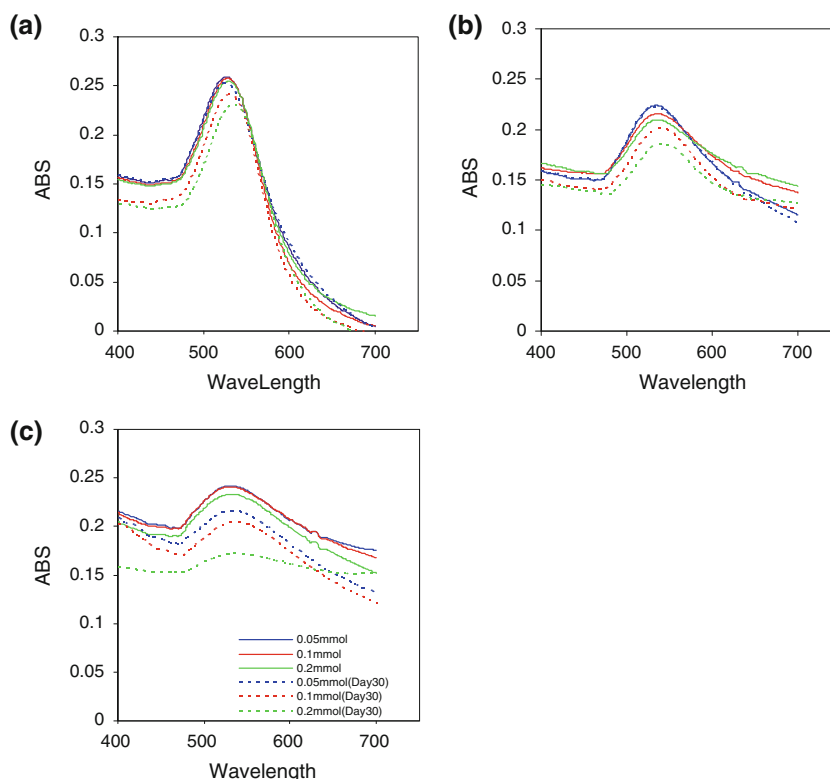 (a)
0.3
0.25
0.2
0.15
0.1
0.05
0
ABS
400 500 600 700
WaveLength
(b)
0.3
0.25
0.2
0.15
0.1
0.05
0
ABS
400 500 600 700
Wavelength
(c)
0.3
0.25
0.2
0.15
0.1
0.05
0
ABS
0.05mmol
0.1mmol
0.2mmol
0.05mmol(Day30)
0.1mmol(Day30)
0.2mmol(Day30)
400 500 600 700
Wavelength